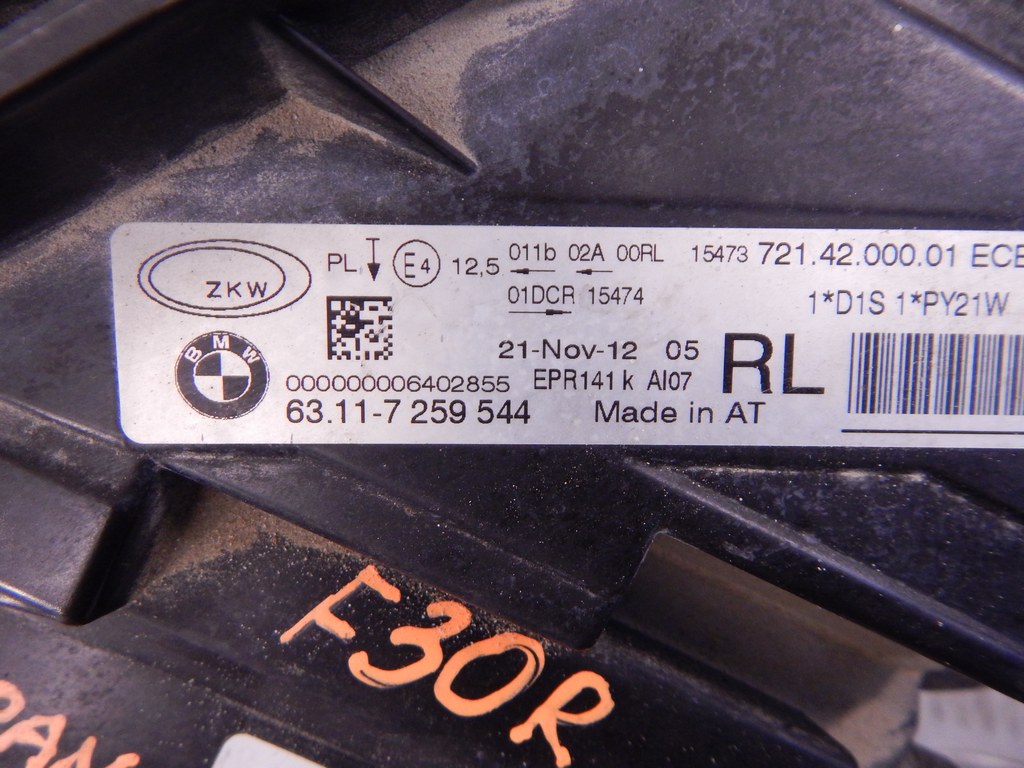 ZKW
PL E4 12,5 011b 02A 00RL 15473 721.42.000.01 ECE
01DCR 15474 1*D1S 1*PY21W
BMW
21-Nov-12 05 RL
000000006402855 EPR141k AI07
63.11-7 259 544 Made in AT
F30R